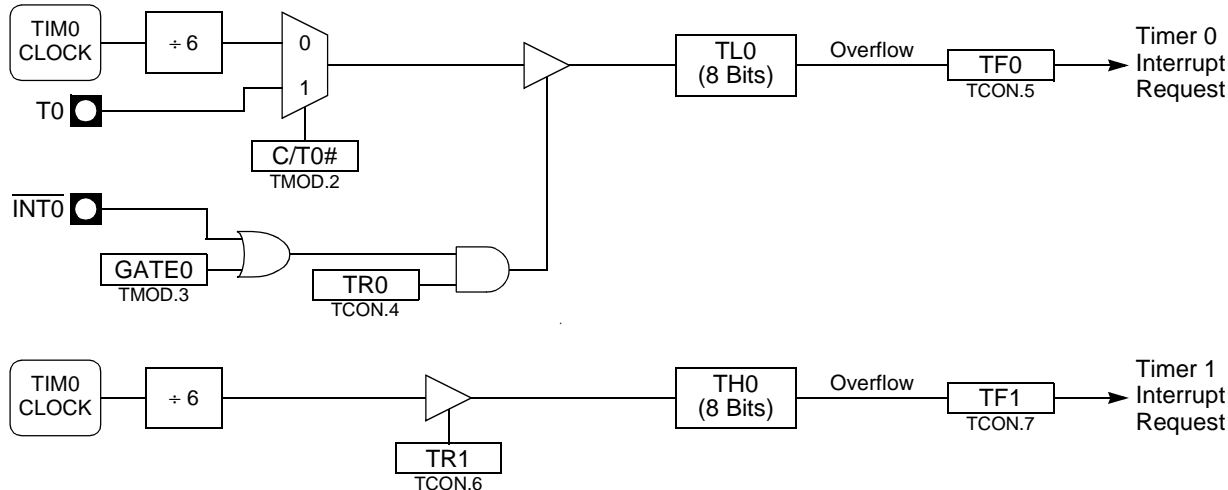 TIM0
CLOCK
÷ 6
0
1
T0
C/T0#
TMOD.2
INT0
GATE0
TMOD.3
TR0
TCON.4
TL0
(8 Bits)
Overflow
TF0
TCON.5
Timer 0
Interrupt
Request
TIM0
CLOCK
÷ 6
TR1
TCON.6
TH0
(8 Bits)
Overflow
TF1
TCON.7
Timer 1
Interrupt
Request